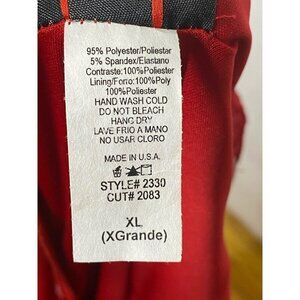 95% Polyester/Poliester
5% Spandex/Elastano
Contraste:100%Polyester
Lining/Forro:100%Poly
100%Poliester
HAND WASH COLD
DO NOT BLEACH
HANG DRY
LAVE FRIO A MANO
NO USAR CLORO
MADE IN U.S.A.
STYLE# 2330
CUT# 2083
XL
(XGrande)